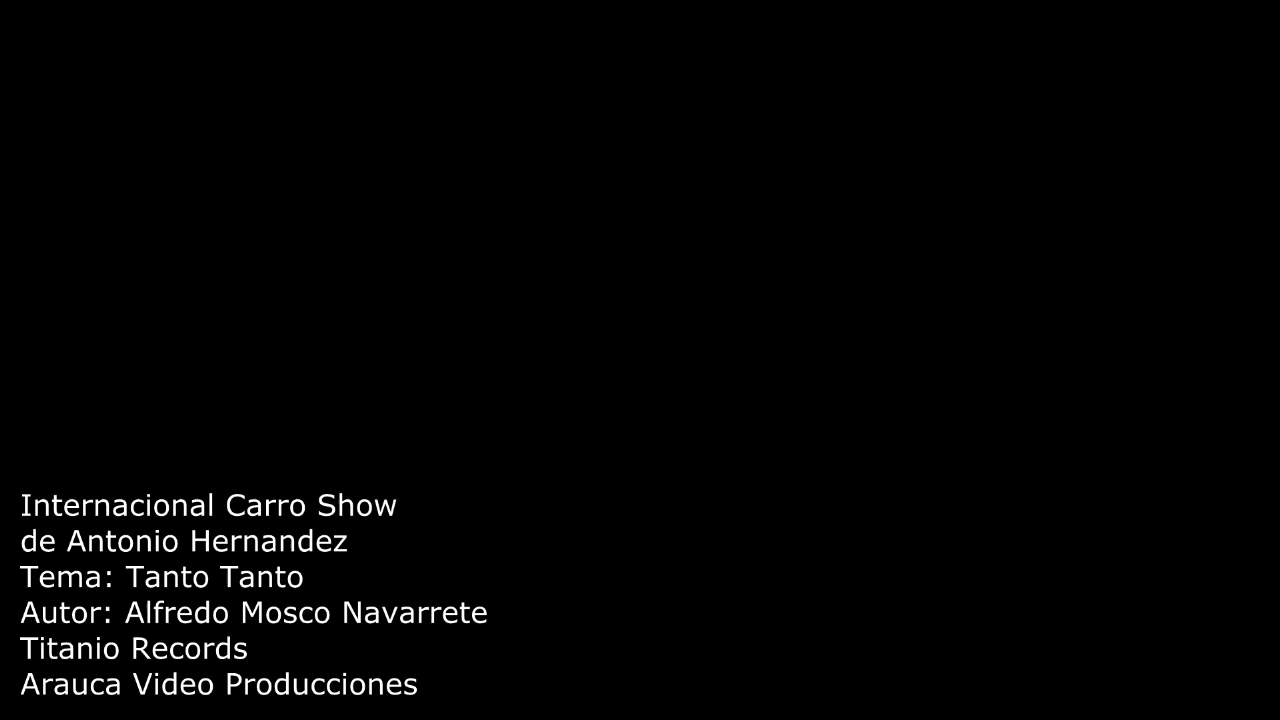 Internacional Carro Show
de Antonio Hernandez
Tema: Tanto Tanto
Autor: Alfredo Mosco Navarrete
Titanio Records
Arauca Video Producciones